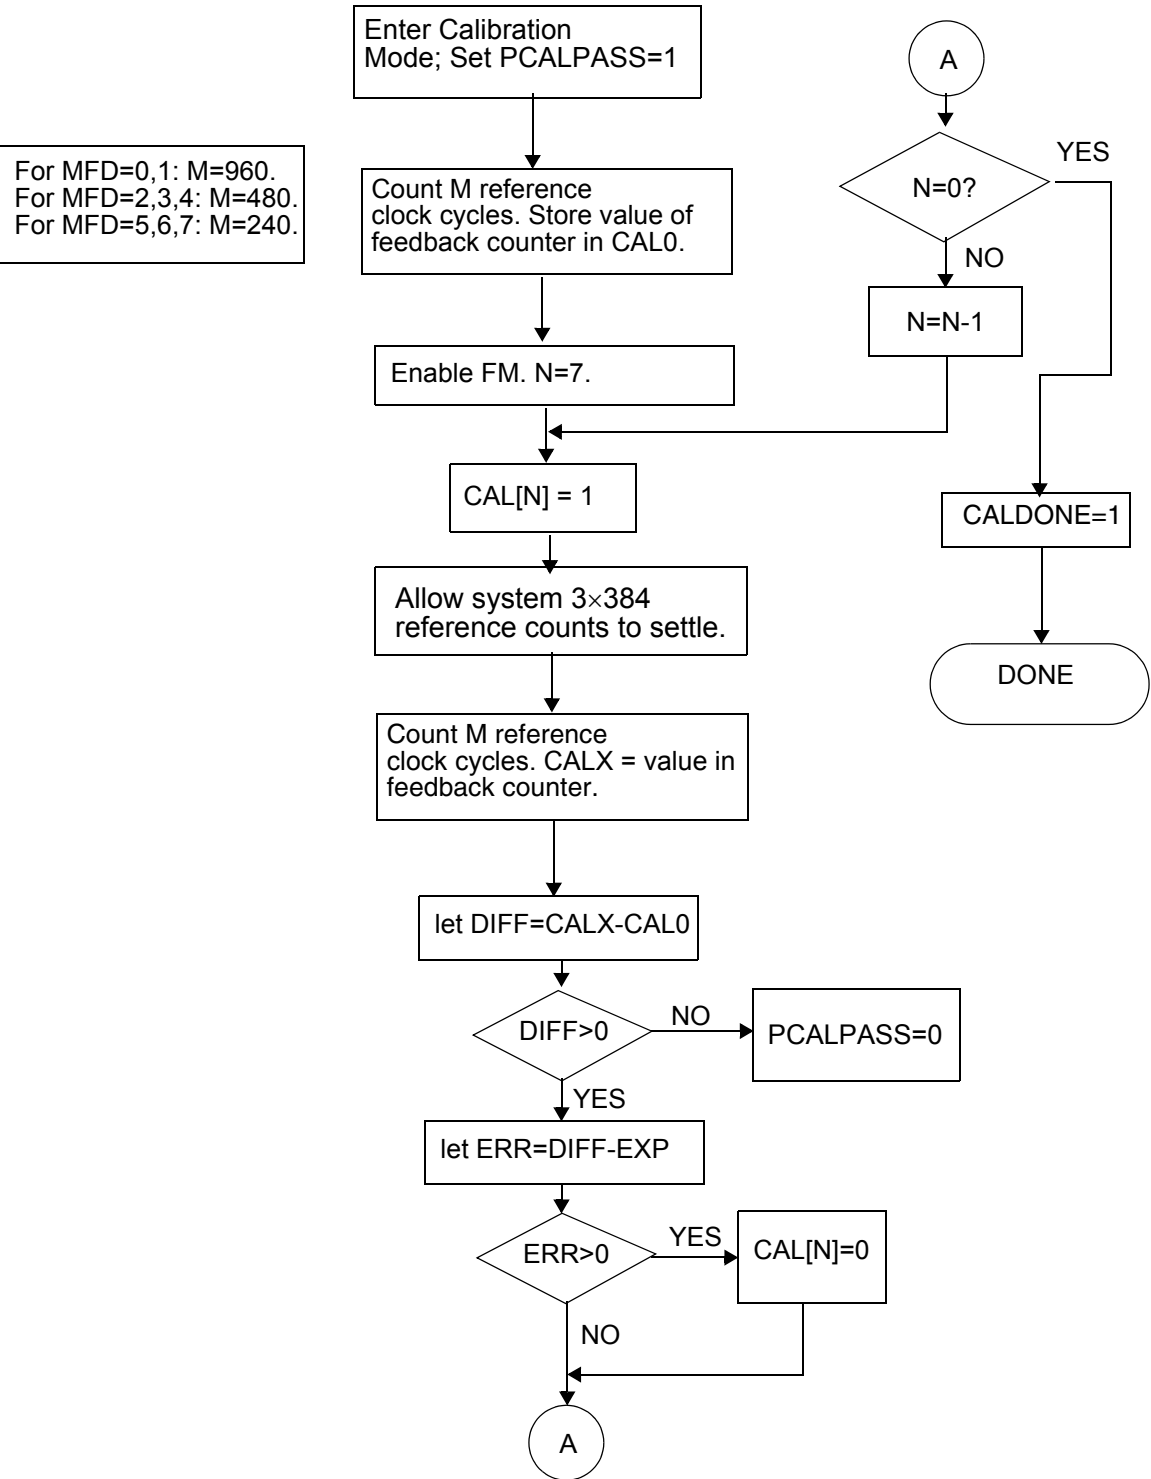 Enter Calibration
Mode; Set PCALPASS=1
For MFD=0,1: M=960.
For MFD=2,3,4: M=480.
For MFD=5,6,7: M=240.
Count M reference
clock cycles. Store value of
feedback counter in CAL0.
Enable FM. N=7.
CAL[N] = 1
Allow system 3×384
reference counts to settle.
Count M reference
clock cycles. CALX = value in
feedback counter.
let DIFF=CALX-CAL0
DIFF>0
NO
PCALPASS=0
YES
let ERR=DIFF-EXP
ERR>0
YES
CAL[N]=0
NO
A
A
N=0?
YES
NO
N=N-1
CALDONE=1
DONE